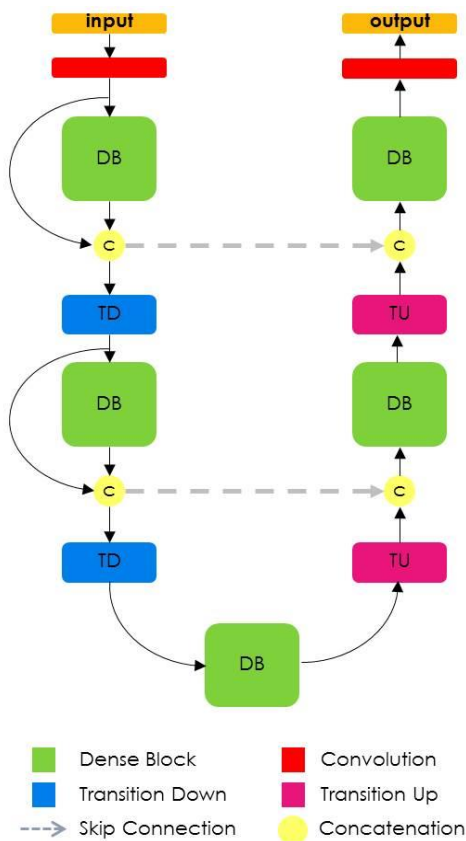 input
output
DB
DB
C
C
TD
TU
DB
DB
C
C
TD
TU
DB
Dense Block
Convolution
Transition Down
Transition Up
Skip Connection
Concatenation